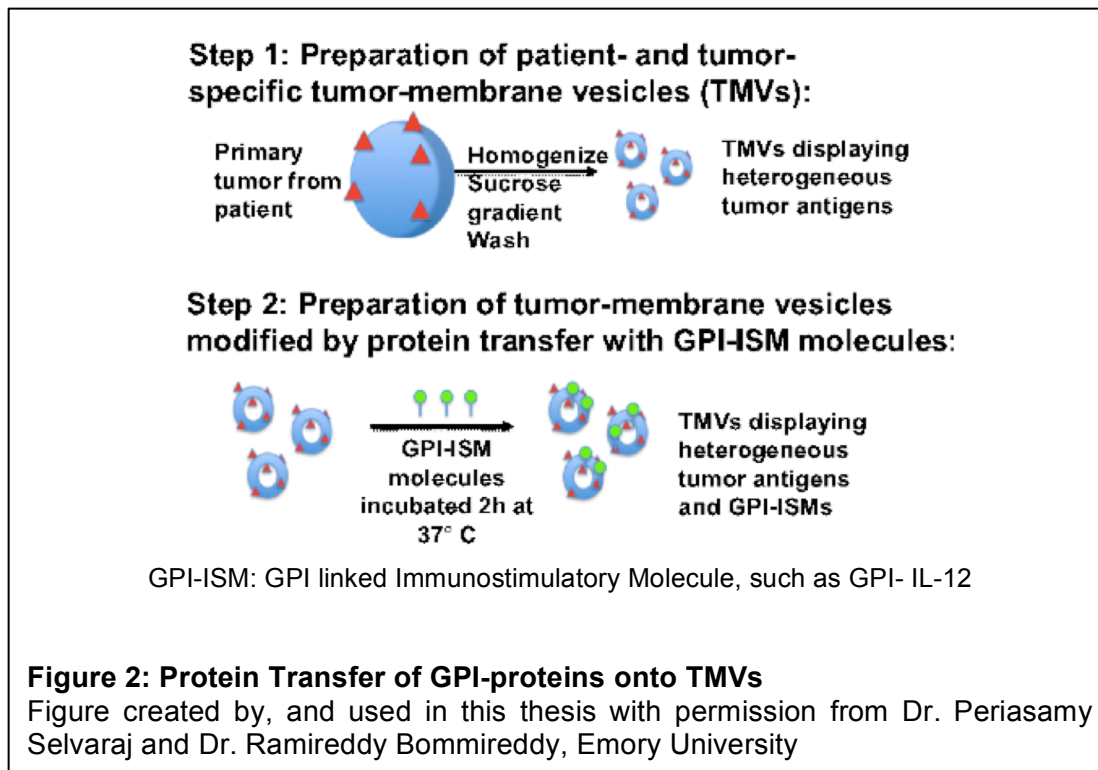 Step 1: Preparation of patient- and tumor-
specific tumor-membrane vesicles (TMVs):
Primary
tumor from
patient
Homogenize
Sucrose
gradient
Wash
TMVs displaying
heterogeneous
tumor antigens
Step 2: Preparation of tumor-membrane vesicles
modified by protein transfer with GPI-ISM molecules:
GPI-ISM
molecules
incubated 2h at
37° C
TMVs displaying
heterogeneous
tumor antigens
and GPI-ISMs
GPI-ISM: GPI linked Immunostimulatory Molecule, such as GPI- IL-12
Figure 2: Protein Transfer of GPI-proteins onto TMVs
Figure created by, and used in this thesis with permission from Dr. Periasamy
Selvaraj and Dr. Ramireddy Bommireddy, Emory University